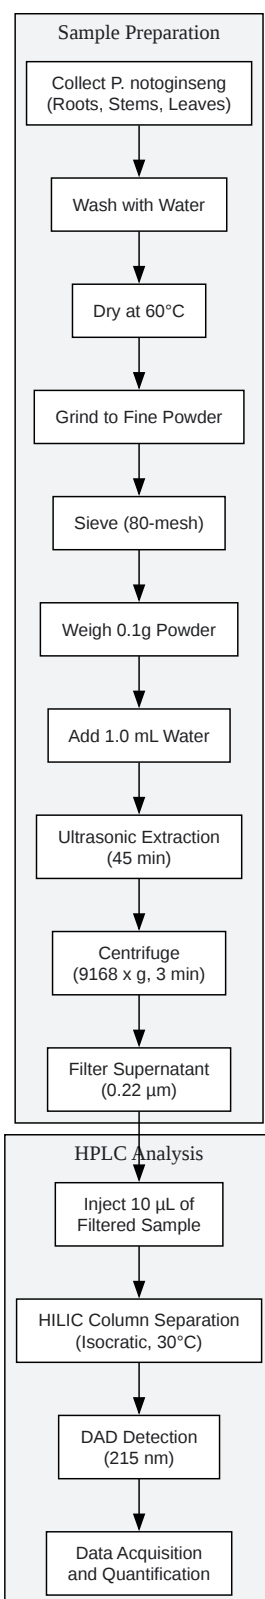 Sample Preparation
Collect P. notoginseng
(Roots, Stems, Leaves)
Wash with Water
Dry at 60°C
Grind to Fine Powder
Sieve (80-mesh)
Weigh 0.1g Powder
Add 1.0 mL Water
Ultrasonic Extraction
(45 min)
Centrifuge
(9168 x g, 3 min)
Filter Supernatant
(0.22 µm)
HPLC Analysis
Inject 10 µL of
Filtered Sample
HILIC Column Separation
(Isocratic, 30°C)
DAD Detection
(215 nm)
Data Acquisition
and Quantification